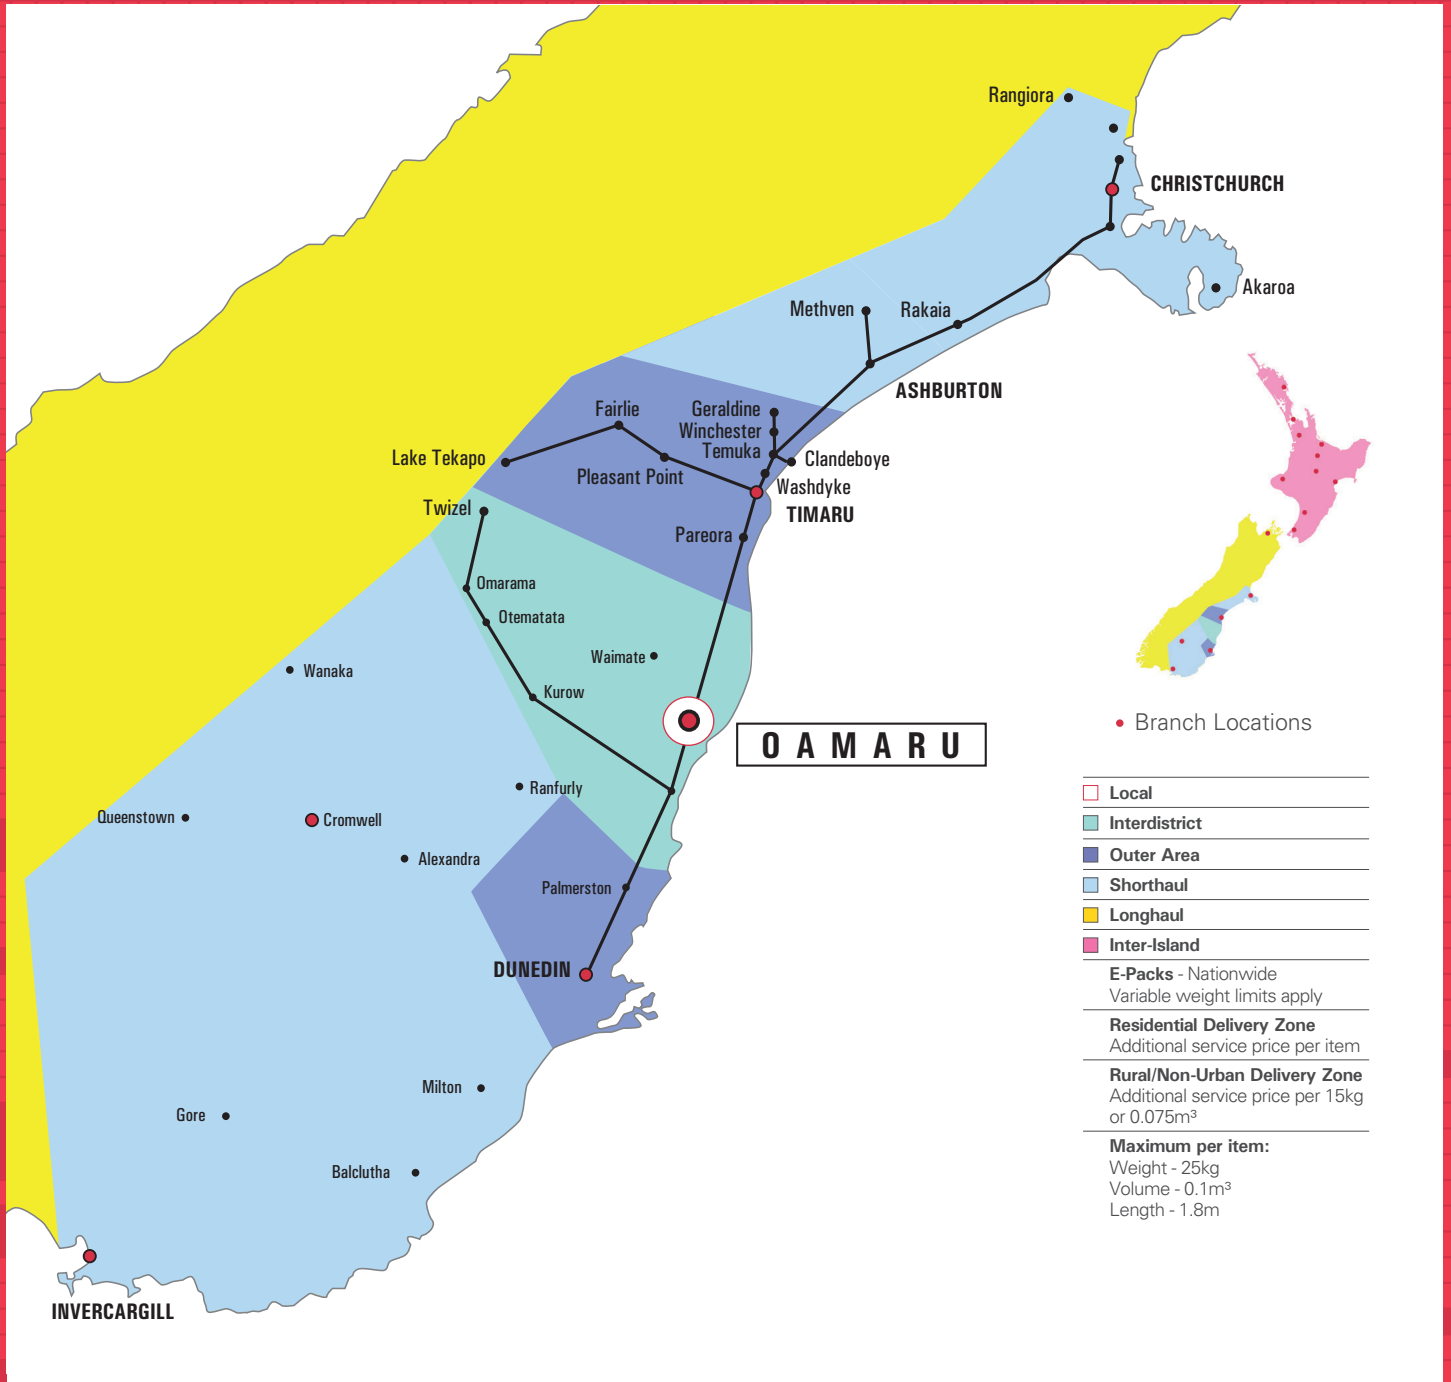 Rangiora
CHRISTCHURCH
Akaroa
Methven
Rakaia
ASHBURTON
Fairlie
Geraldine
Winchester
Temuka
Lake Tekapo
Clandeboye
Pleasant Point
Washdyke
TIMARU
Twizel
Pareora
Omarama
Otematata
Waimate
Wanaka
Kurow
OAMARU
Ranfurly
Queenstown
Cromwell
Alexandra
Palmerston
DUNEDIN
Milton
Gore
Balclutha
INVERCARGILL
Branch Locations
Local
Interdistrict
Outer Area
Shorthaul
Longhaul
Inter-Island
E-Packs - Nationwide
Variable weight limits apply
Residential Delivery Zone
Additional service price per item
Rural/Non-Urban Delivery Zone
Additional service price per 15kg
or 0.075m³
Maximum per item:
Weight - 25kg
Volume - 0.1m³
Length - 1.8m